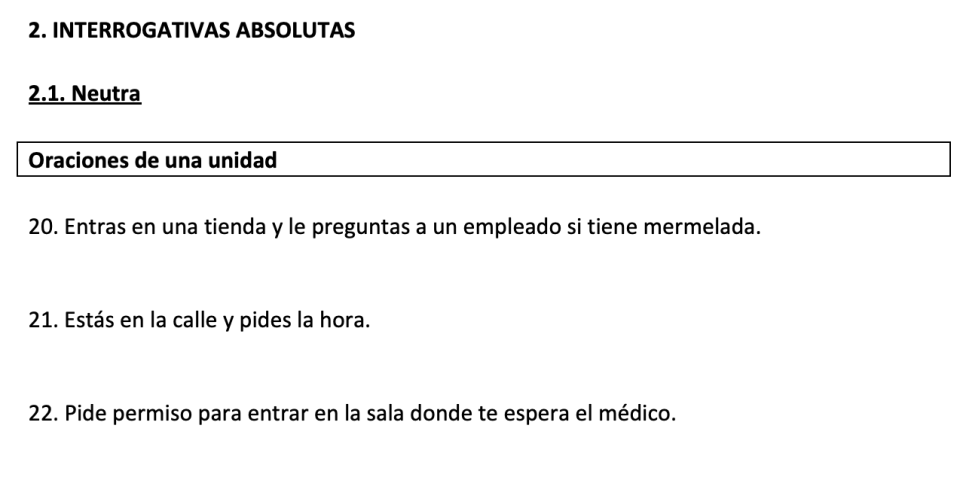 2. INTERROGATIVAS ABSOLUTAS
2.1. Neutra
Oraciones de una unidad
20. Entras en una tienda y le preguntas a un empleado si tiene mermelada.
21. Estás en la calle y pides la hora.
22. Pide permiso para entrar en la sala donde te espera el médico.